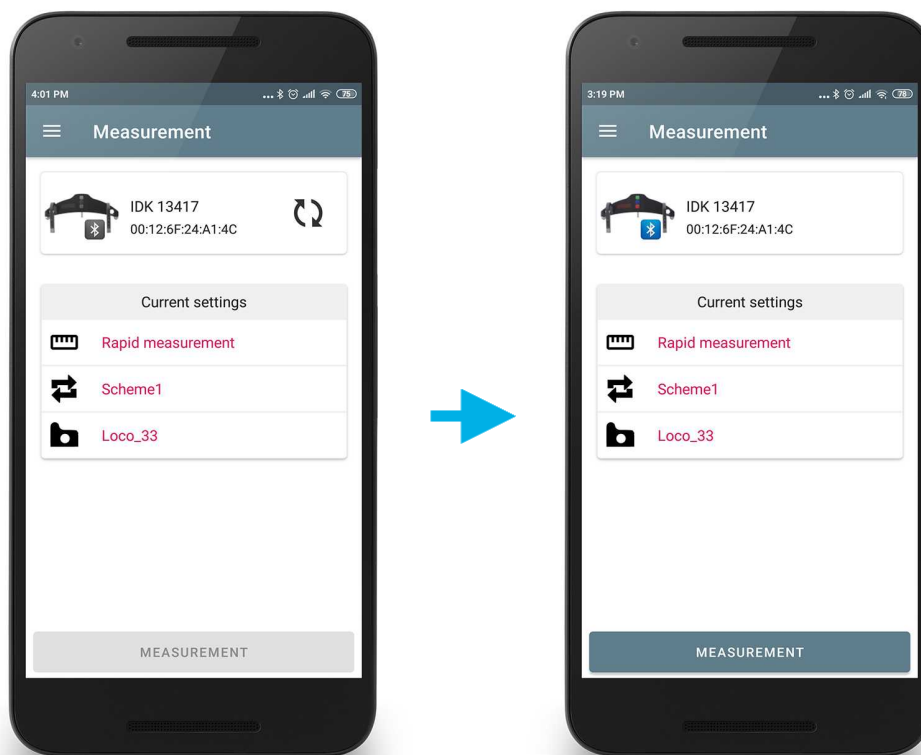 4:01 PM
75
Measurement
IDK 13417
00:12:6F:24:A1:4C
Current settings
Rapid measurement
Scheme1
Loco_33
MEASUREMENT
3:19 PM
76
Measurement
IDK 13417
00:12:6F:24:A1:4C
Current settings
Rapid measurement
Scheme1
Loco_33
MEASUREMENT